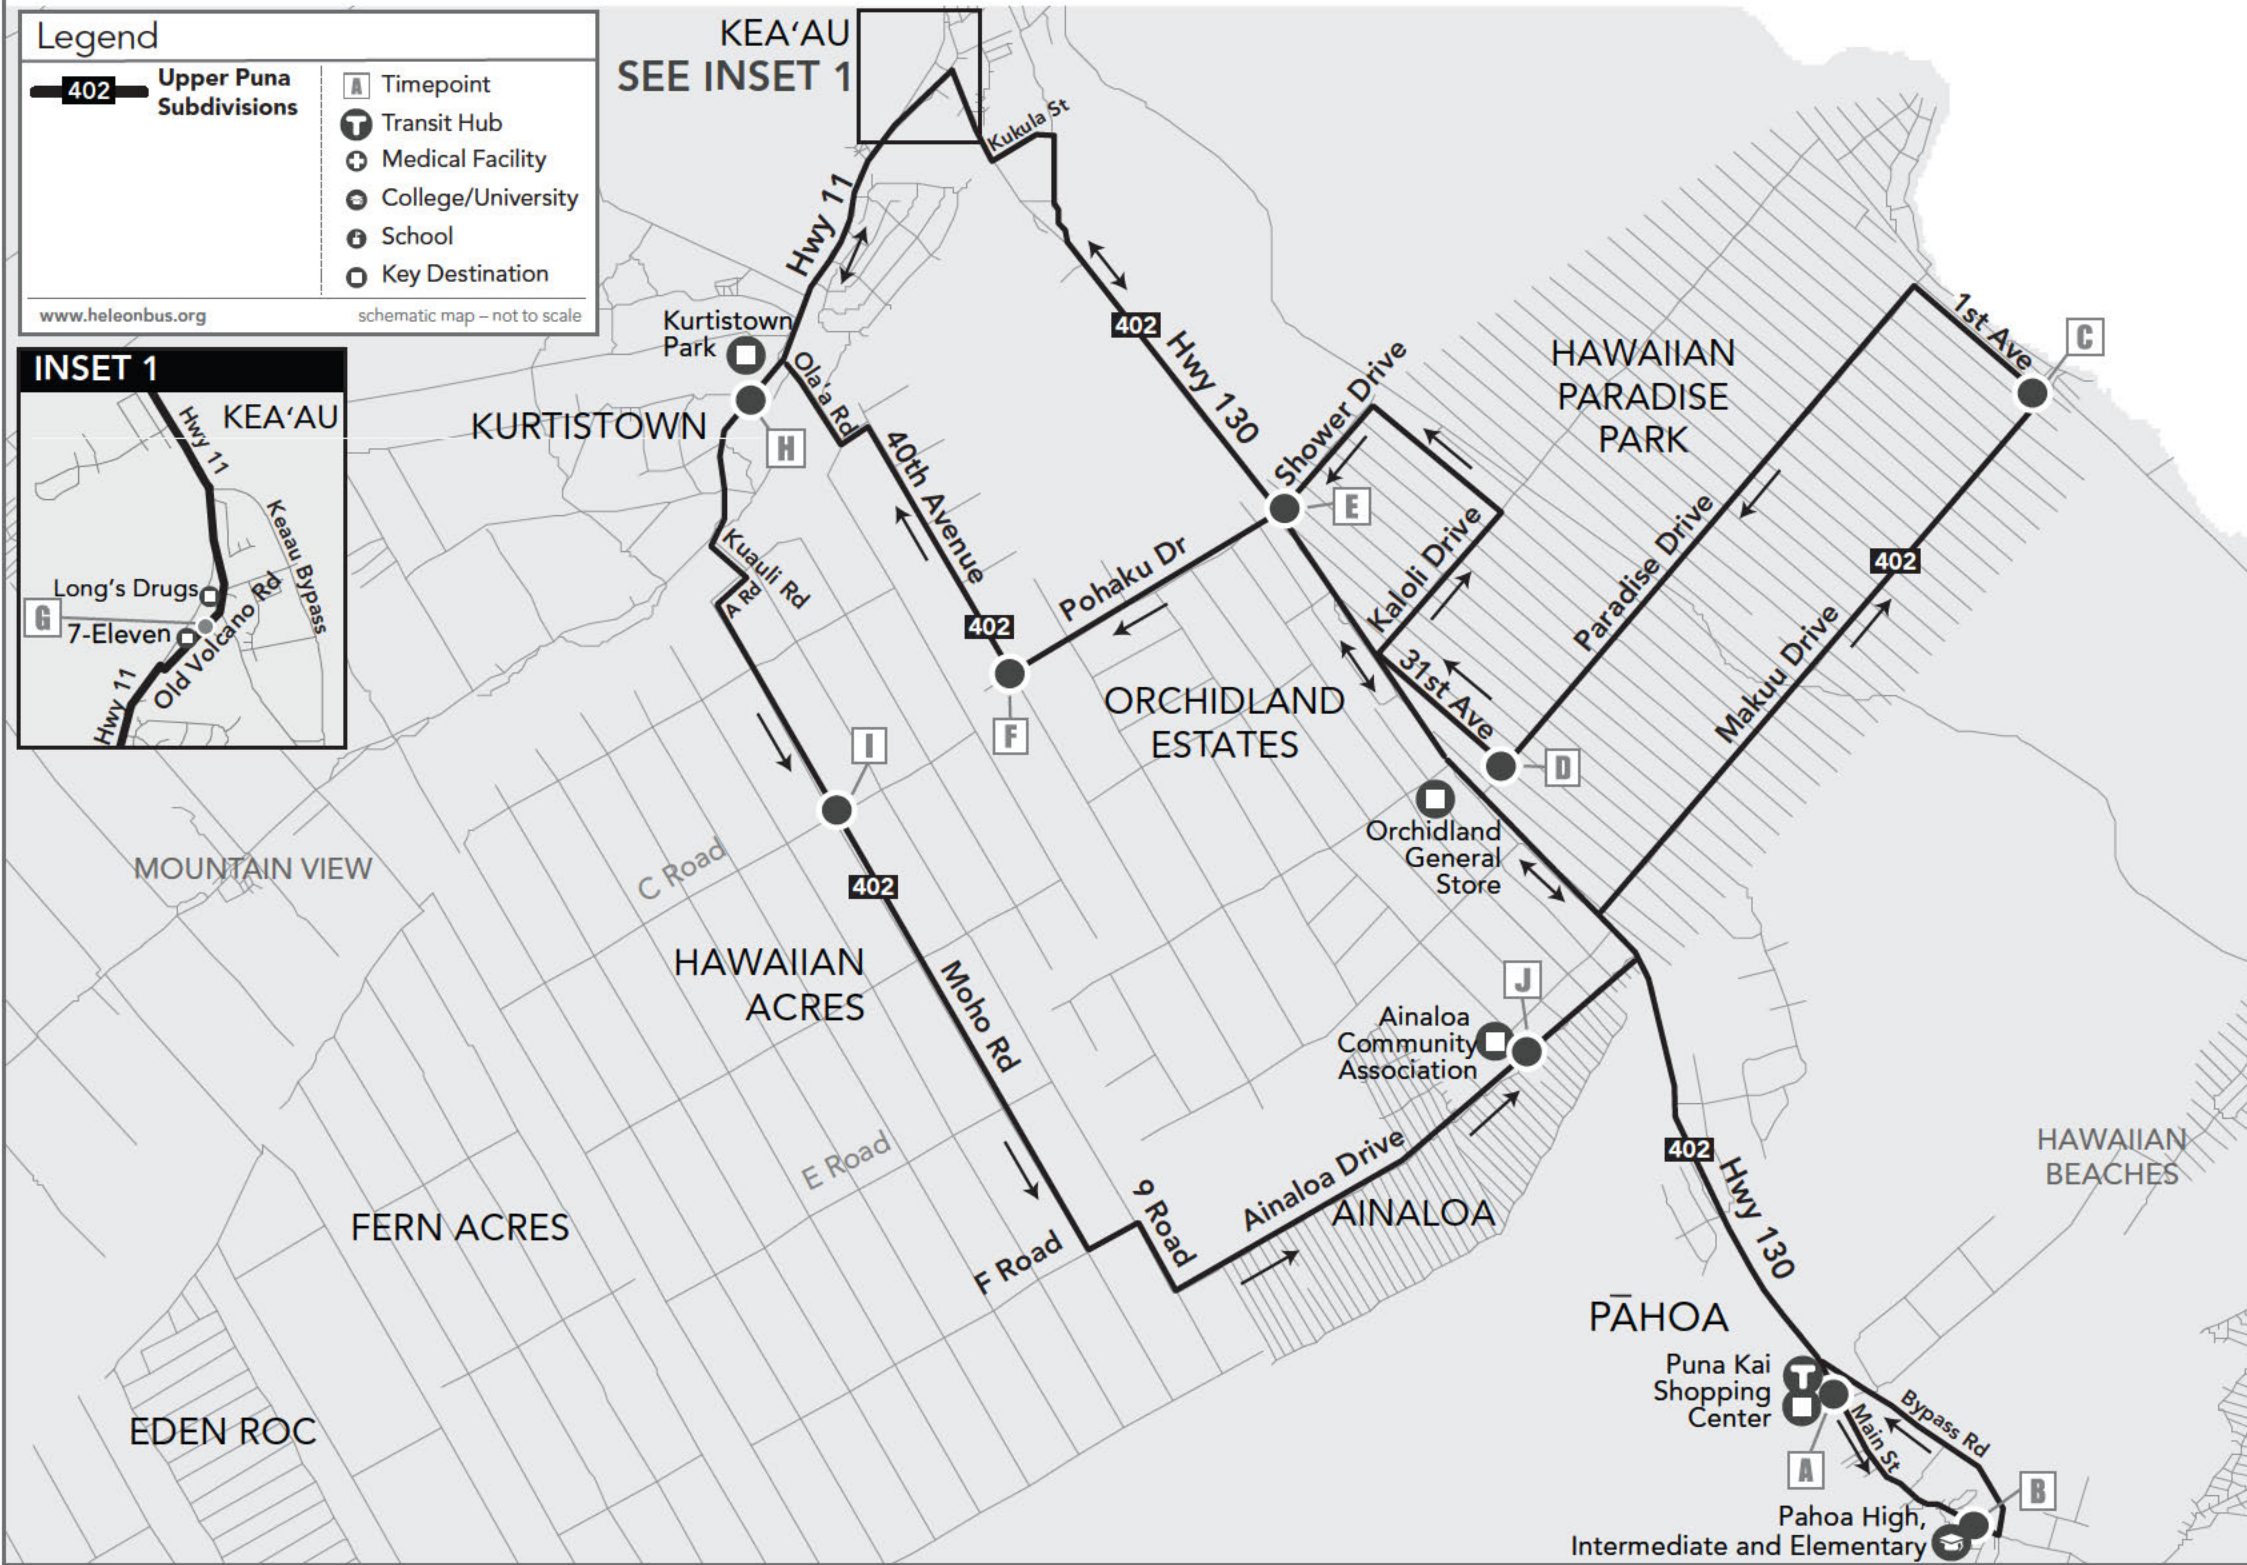 Legend
402 Upper Puna
Subdivisions
A Timepoint
T Transit Hub
Medical Facility
College/University
School
Key Destination
www.heleonbus.org
schematic map – not to scale
INSET 1
KEAʻAU
Hwy 11
Keaau Bypass
Long's Drugs
G
7-Eleven
Old Volcano Rd
Hwy 11
KEAʻAU
SEE INSET 1
Kukula St
Hwy 11
402
Hwy 130
Kurtistown
Park
Ola'a Rd
KURTISTOWN
H
40th Avenue
Kuauli Rd
A Rd
402
F
Pohaku Dr
Shower Drive
E
HAWAIIAN
PARADISE
PARK
1st Ave
C
Kaloli Drive
Paradise Drive
402
Makuu Drive
31st Ave
D
ORCHIDLAND
ESTATES
Orchidland
General
Store
I
C Road
402
MOUNTAIN VIEW
HAWAIIAN
ACRES
Moho Rd
E Road
F Road
9 Road
Ainaloa Drive
AINALOA
J
Ainaloa
Community
Association
FERN ACRES
EDEN ROC
402
Hwy 130
HAWAIIAN
BEACHES
PĀHOA
Puna Kai
Shopping
Center
T
A
Main St
Bypass Rd
B
Pahoa High,
Intermediate and Elementary